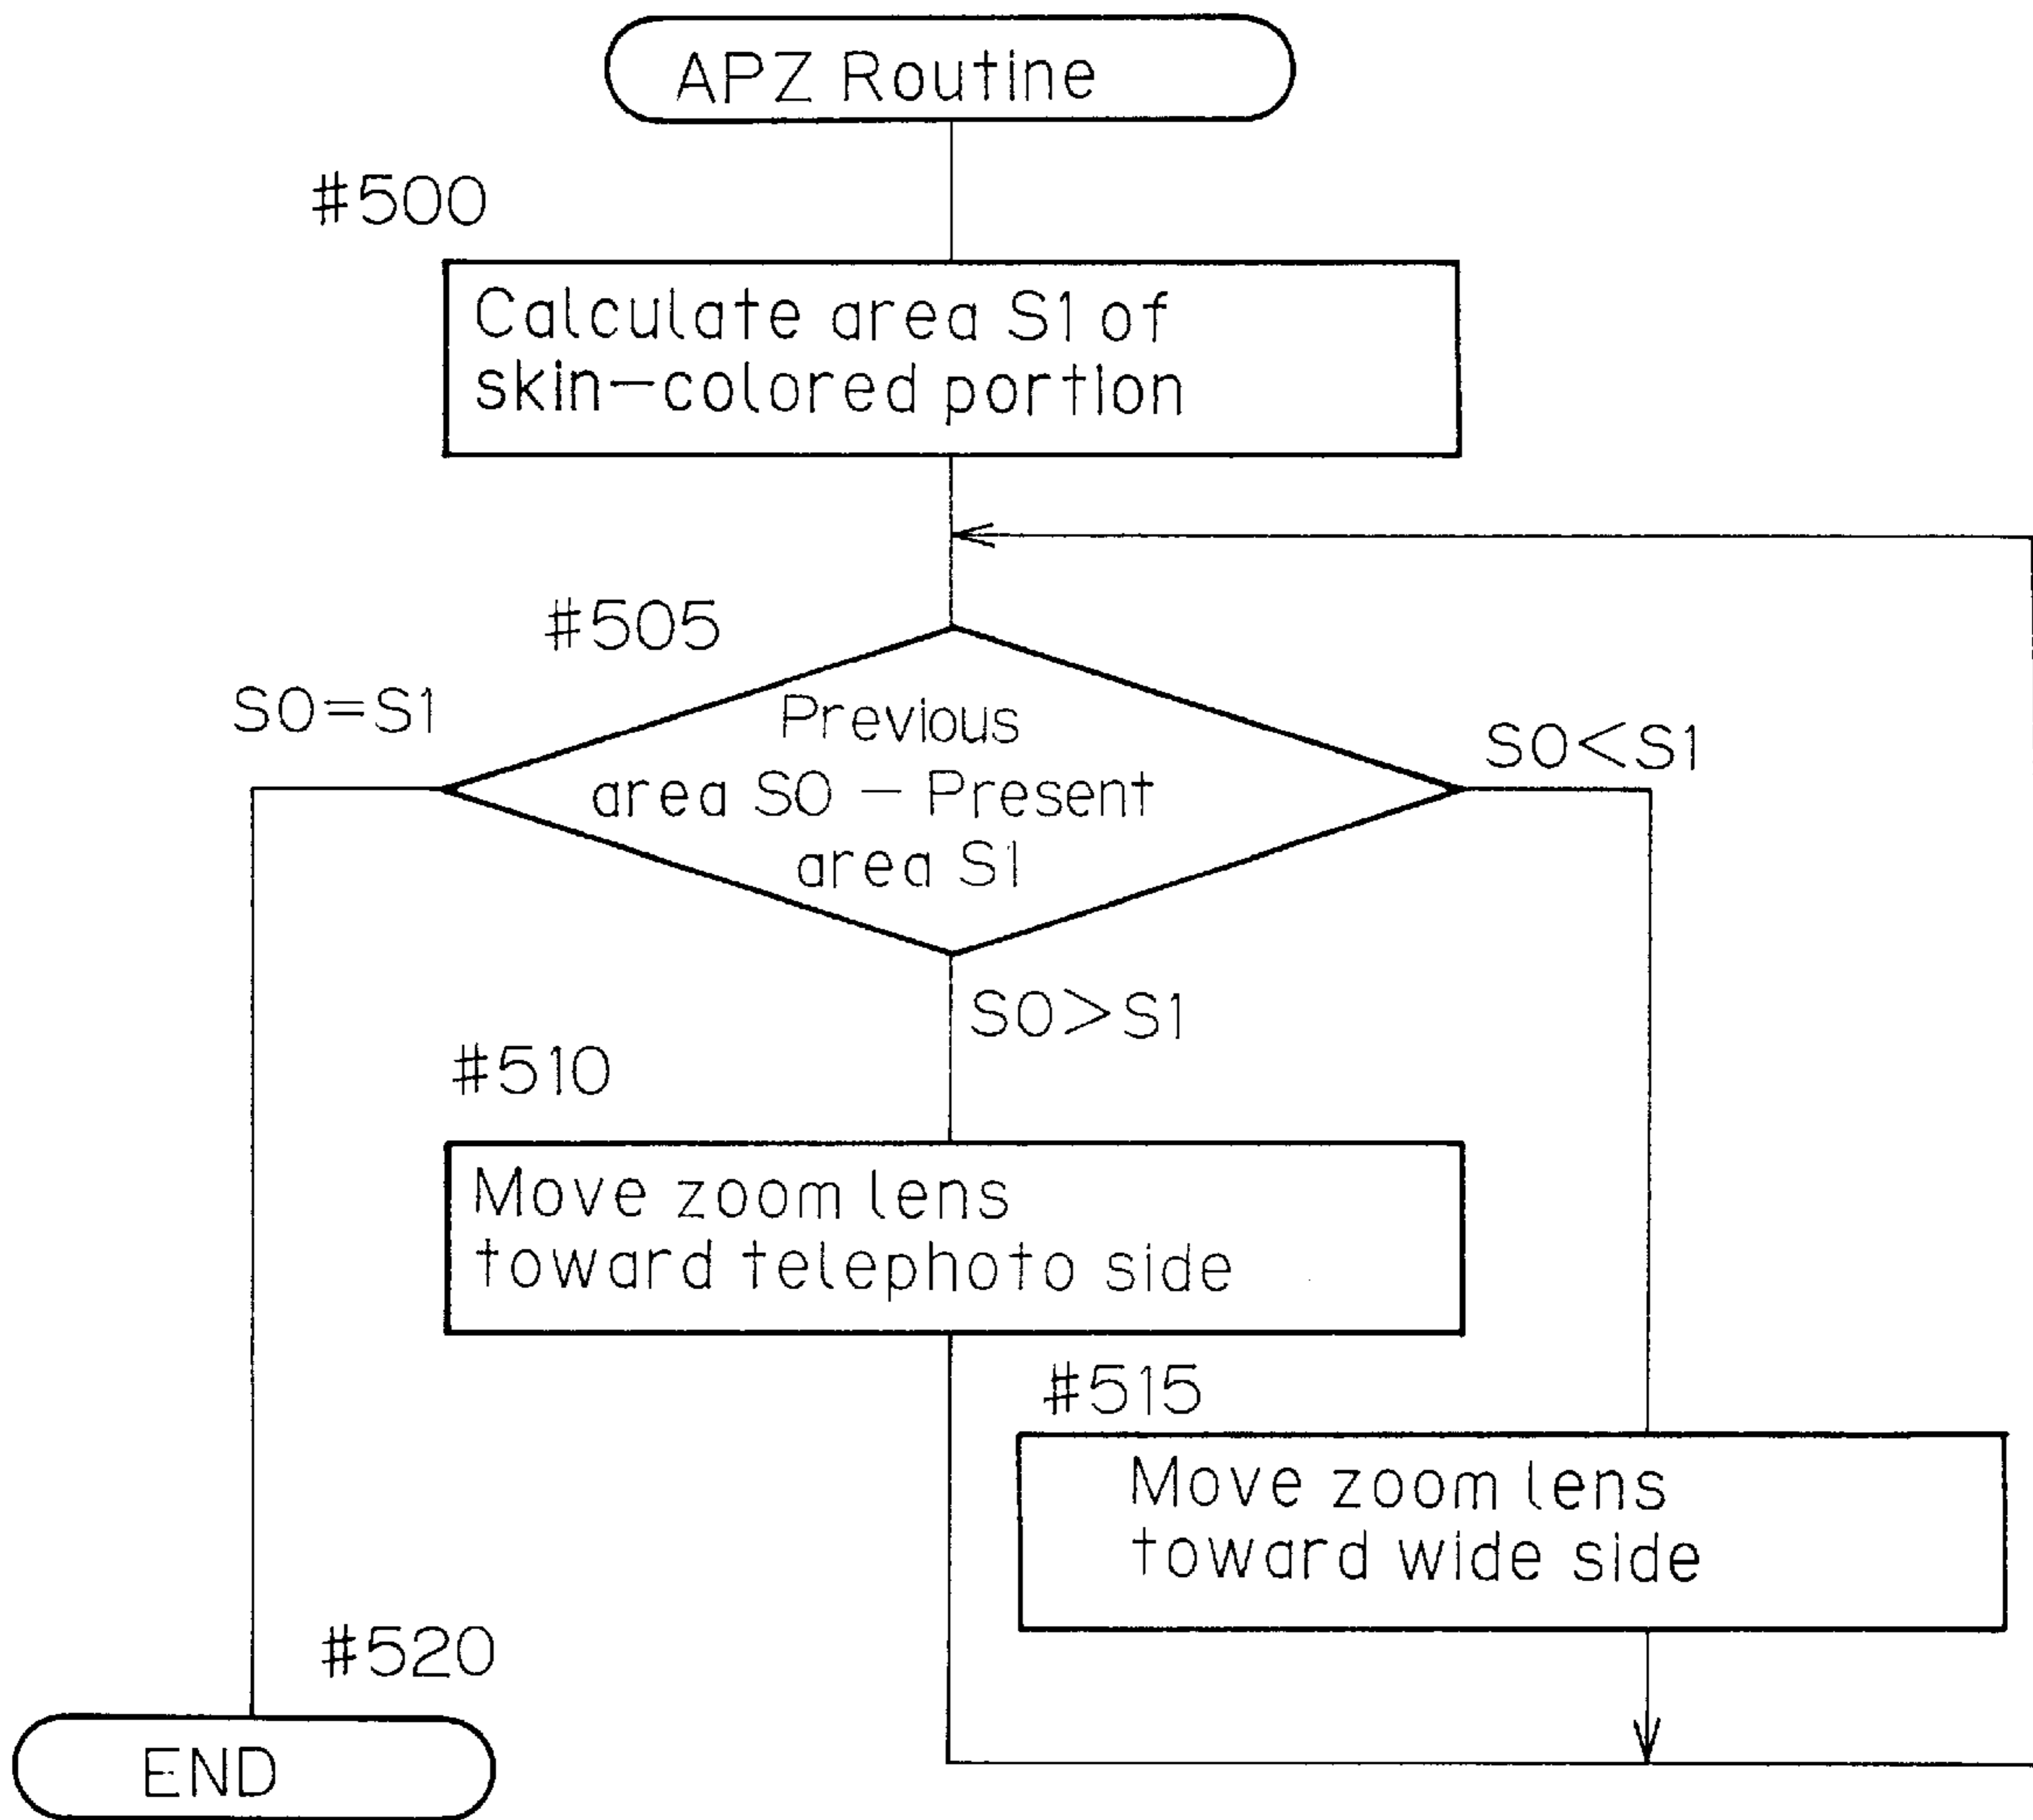 APZ Routine
#500
Calculate area S1 of
skin-colored portion
#505
S0=S1
Previous
area S0 - Present
area S1
S0<S1
S0>S1
#510
Move zoom lens
toward telephoto side
#515
Move zoom lens
toward wide side
#520
END